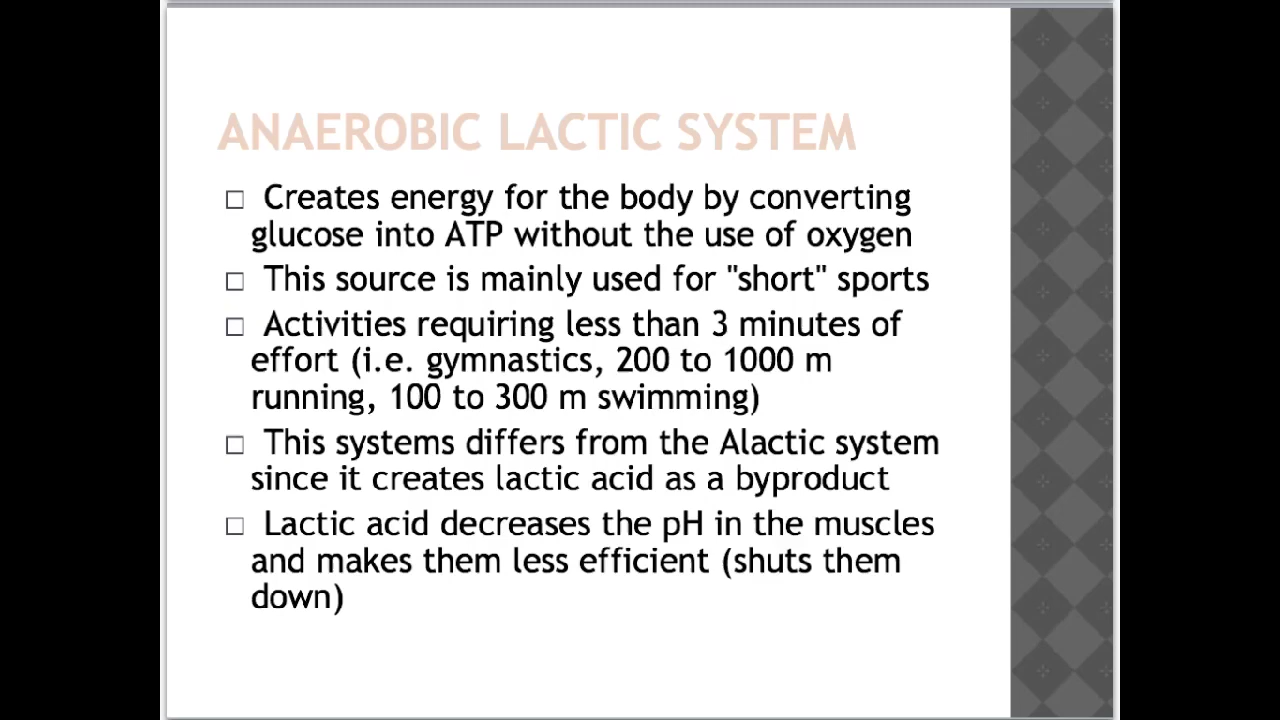 ANAEROBIC LACTIC SYSTEM
□ Creates energy for the body by converting
glucose into ATP without the use of oxygen
□ This source is mainly used for "short" sports
□ Activities requiring less than 3 minutes of
effort (i.e. gymnastics, 200 to 1000 m
running, 100 to 300 m swimming)
□ This systems differs from the Alactic system
since it creates lactic acid as a byproduct
□ Lactic acid decreases the pH in the muscles
and makes them less efficient (shuts them
down)